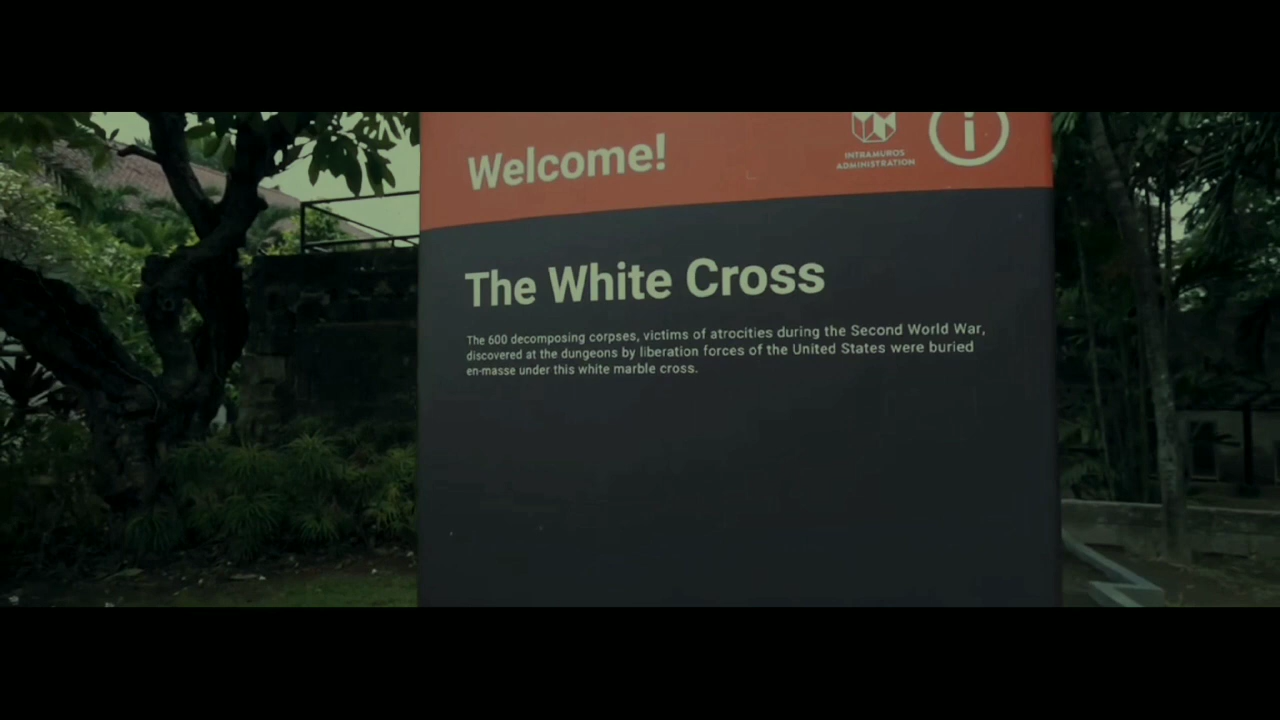 Welcome!
INTRAMUROS
ADMINISTRATION
i
The White Cross
The 600 decomposing corpses, victims of atrocities during the Second World War,
discovered at the dungeons by liberation forces of the United States were buried
en-masse under this white marble cross.